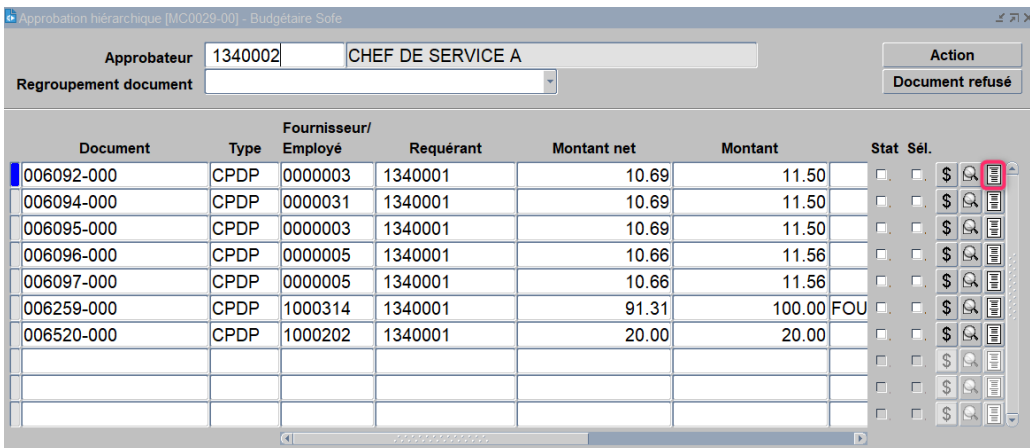 Approbation hiérarchique [MC0029-00] - Budgétaire Sofe
Approbateur 1340002 CHEF DE SERVICE A Action
Regroupement document Document refusé
Document Type Fournisseur/ Employé Requérant Montant net Montant Stat Sél.
006092-000 CPDP 0000003 1340001 10.69 11.50 $
006094-000 CPDP 0000031 1340001 10.69 11.50 $
006095-000 CPDP 0000003 1340001 10.69 11.50 $
006096-000 CPDP 0000005 1340001 10.66 11.56 $
006097-000 CPDP 0000005 1340001 10.66 11.56 $
006259-000 CPDP 1000314 1340001 91.31 100.00 FOU $
006520-000 CPDP 1000202 1340001 20.00 20.00 $
$
$
$